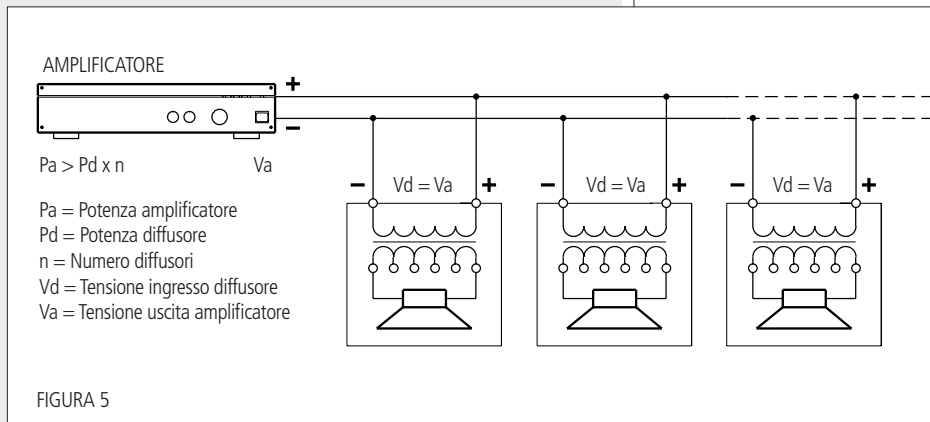 AMPLIFICATORE
+
−
Pa > Pd x n Va
− Vd = Va + − Vd = Va + − Vd = Va +
Pa = Potenza amplificatore
Pd = Potenza diffusore
n = Numero diffusori
Vd = Tensione ingresso diffusore
Va = Tensione uscita amplificatore
FIGURA 5